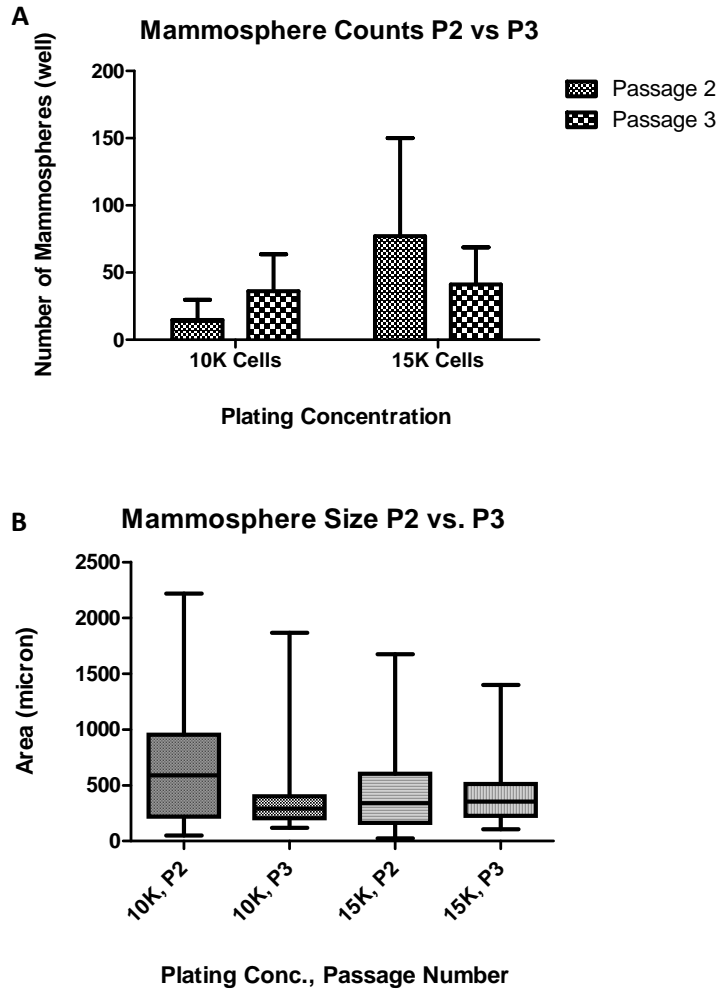 A
Mammosphere Counts P2 vs P3
Number of Mammospheres (well)
200
150
100
50
0
10K Cells
15K Cells
Plating Concentration
Passage 2
Passage 3
B
Mammosphere Size P2 vs. P3
Area (micron)
2500
2000
1500
1000
500
0
10K, P2
10K, P3
15K, P2
15K, P3
Plating Conc., Passage Number